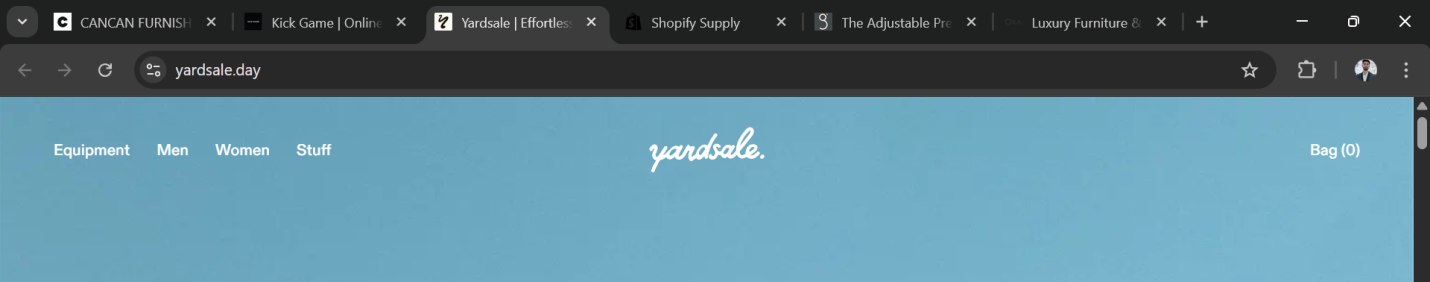 CANCAN FURNISH
Kick Game | Online
Yardsale | Effortles
Shopify Supply
The Adjustable Pre
Luxury Furniture &
yardsale.day
Equipment Men Women Stuff
yardsale.
Bag (0)